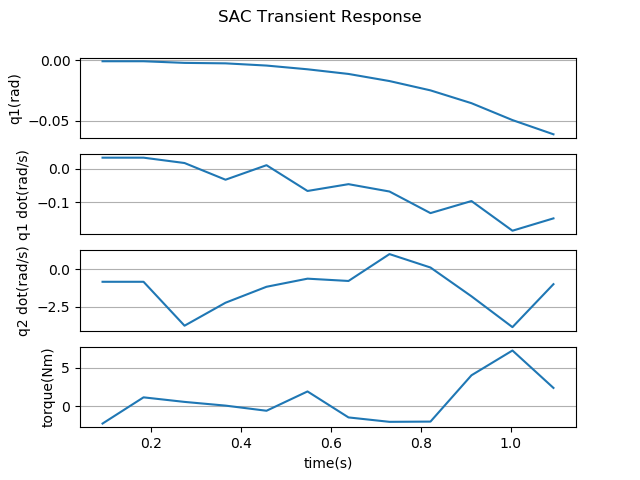 SAC Transient Response
q1(rad)
0.00
−0.05
q1 dot(rad/s)
0.0
−0.1
q2 dot(rad/s)
0.0
−2.5
torque(Nm)
5
0
0.2 0.4 0.6 0.8 1.0
time(s)